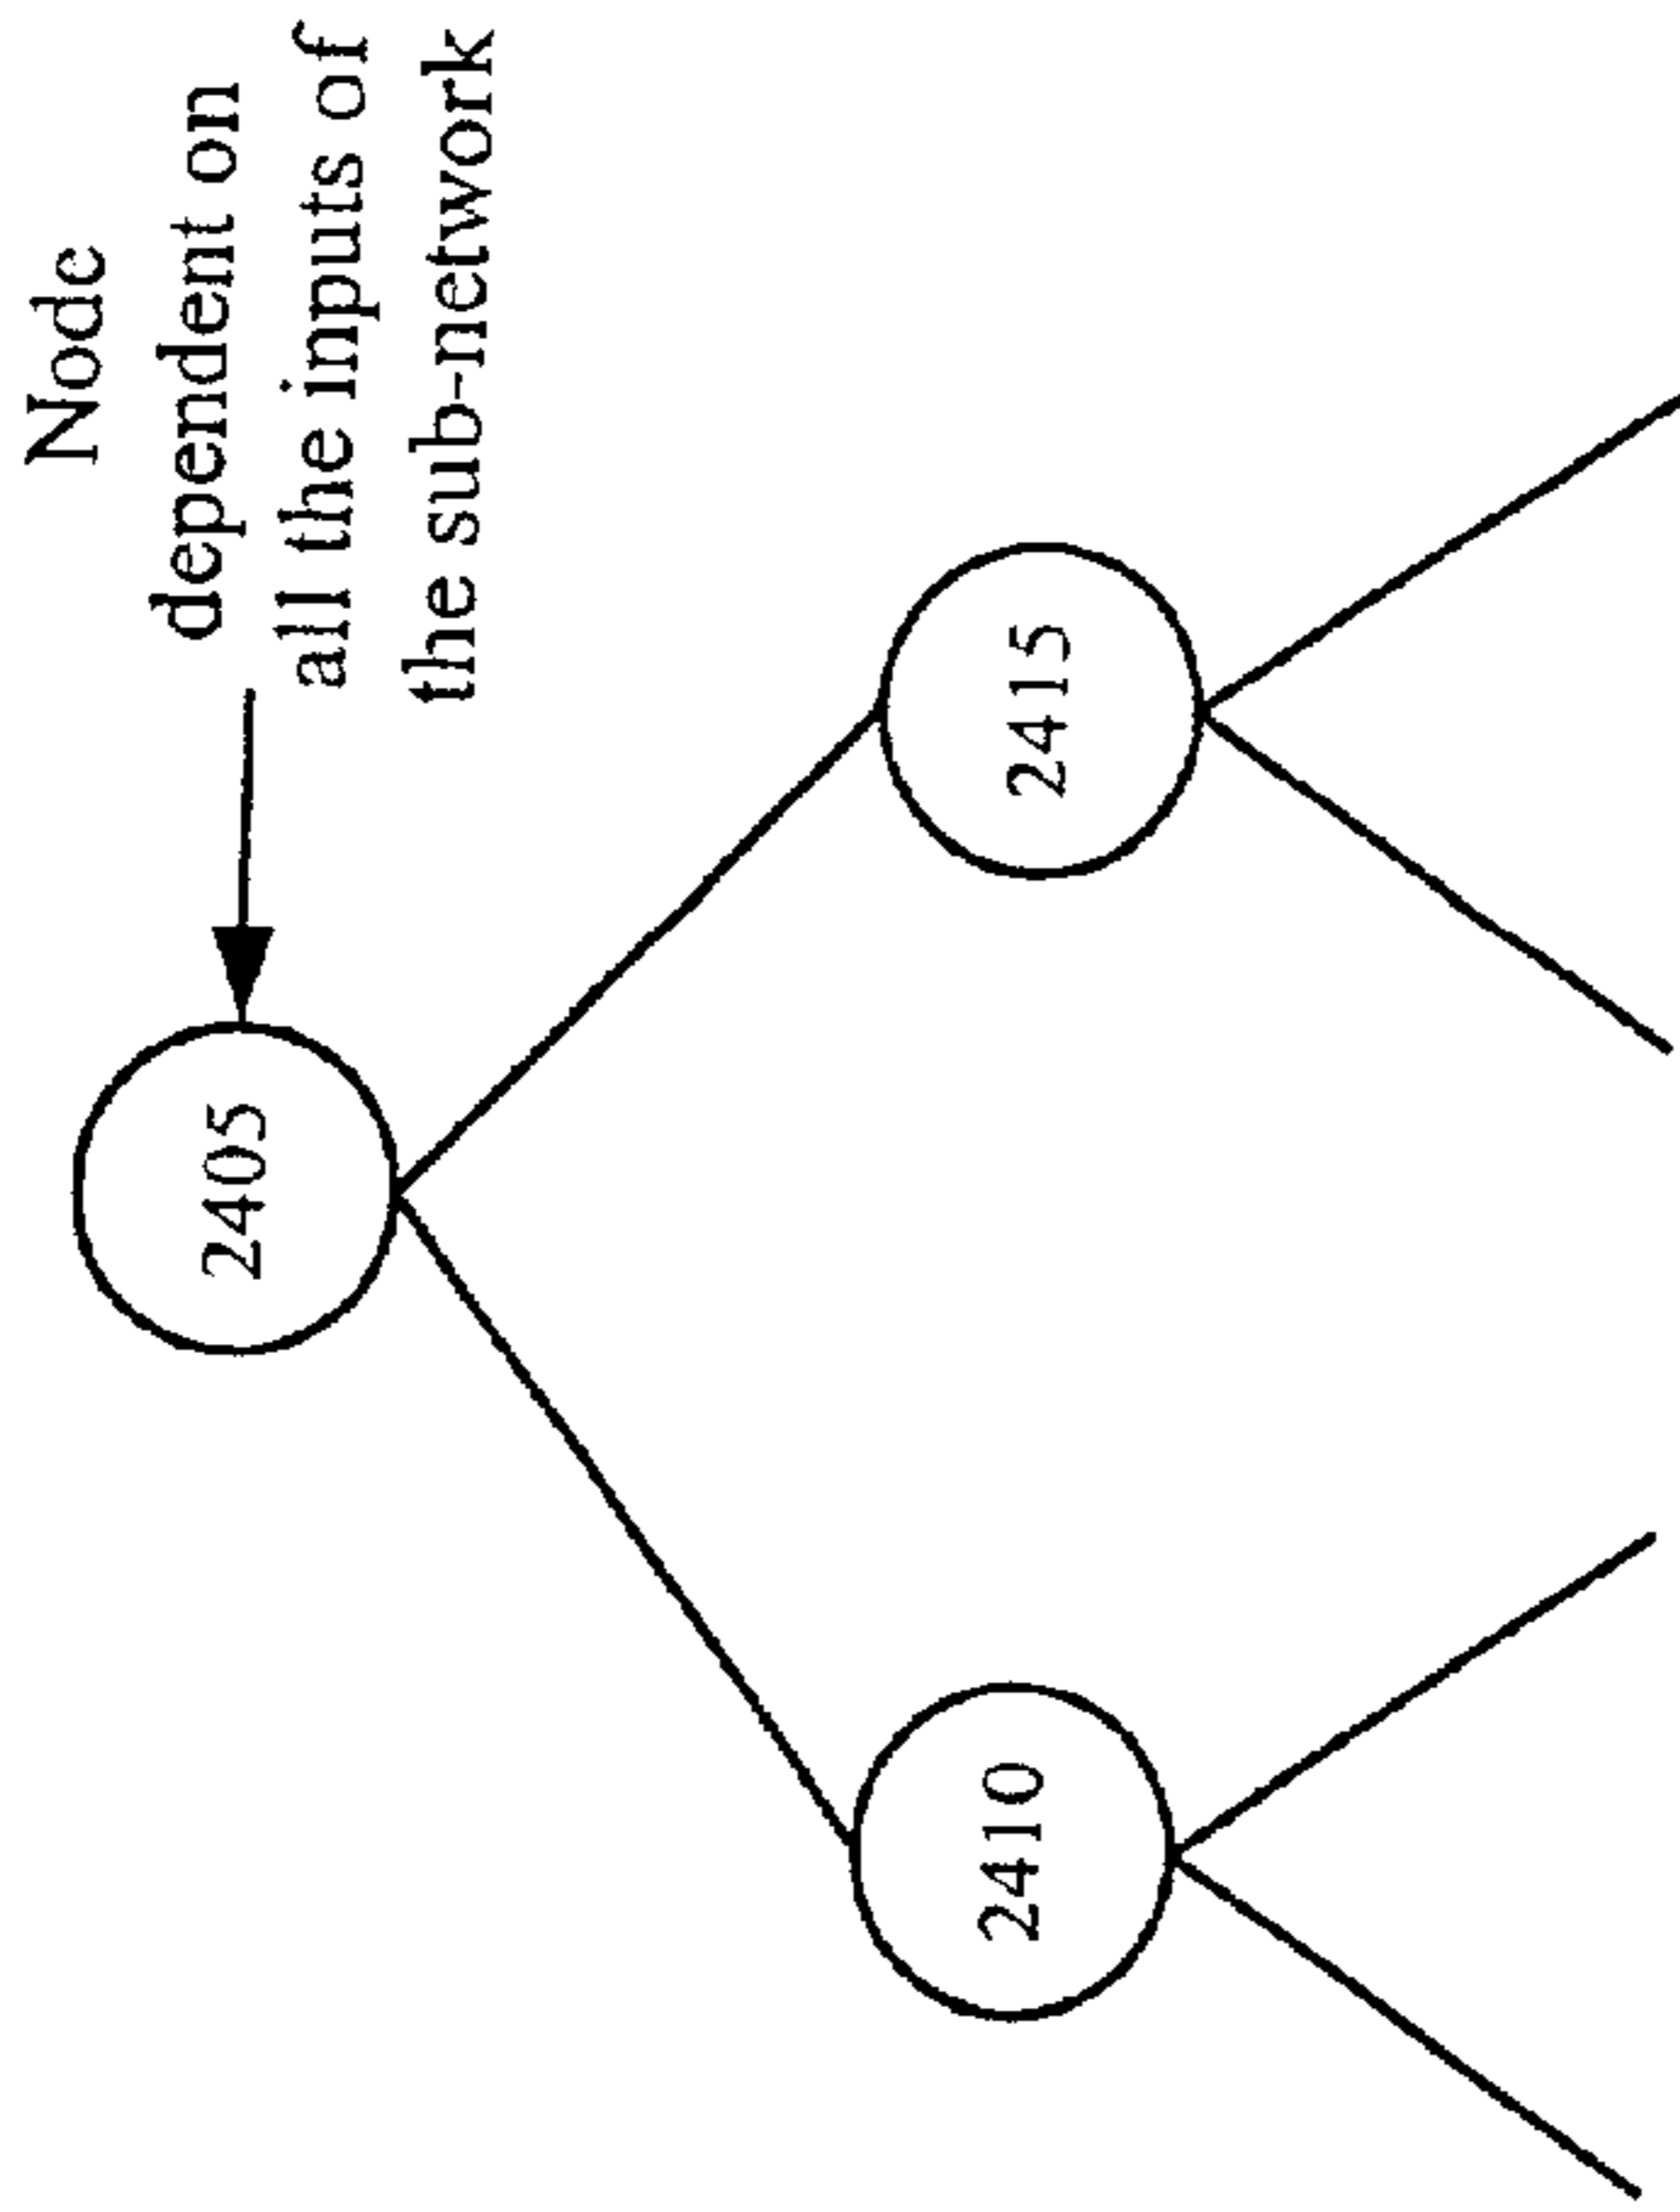 Node
dependent on
all the inputs of
the sub-network
2405
2410
2415